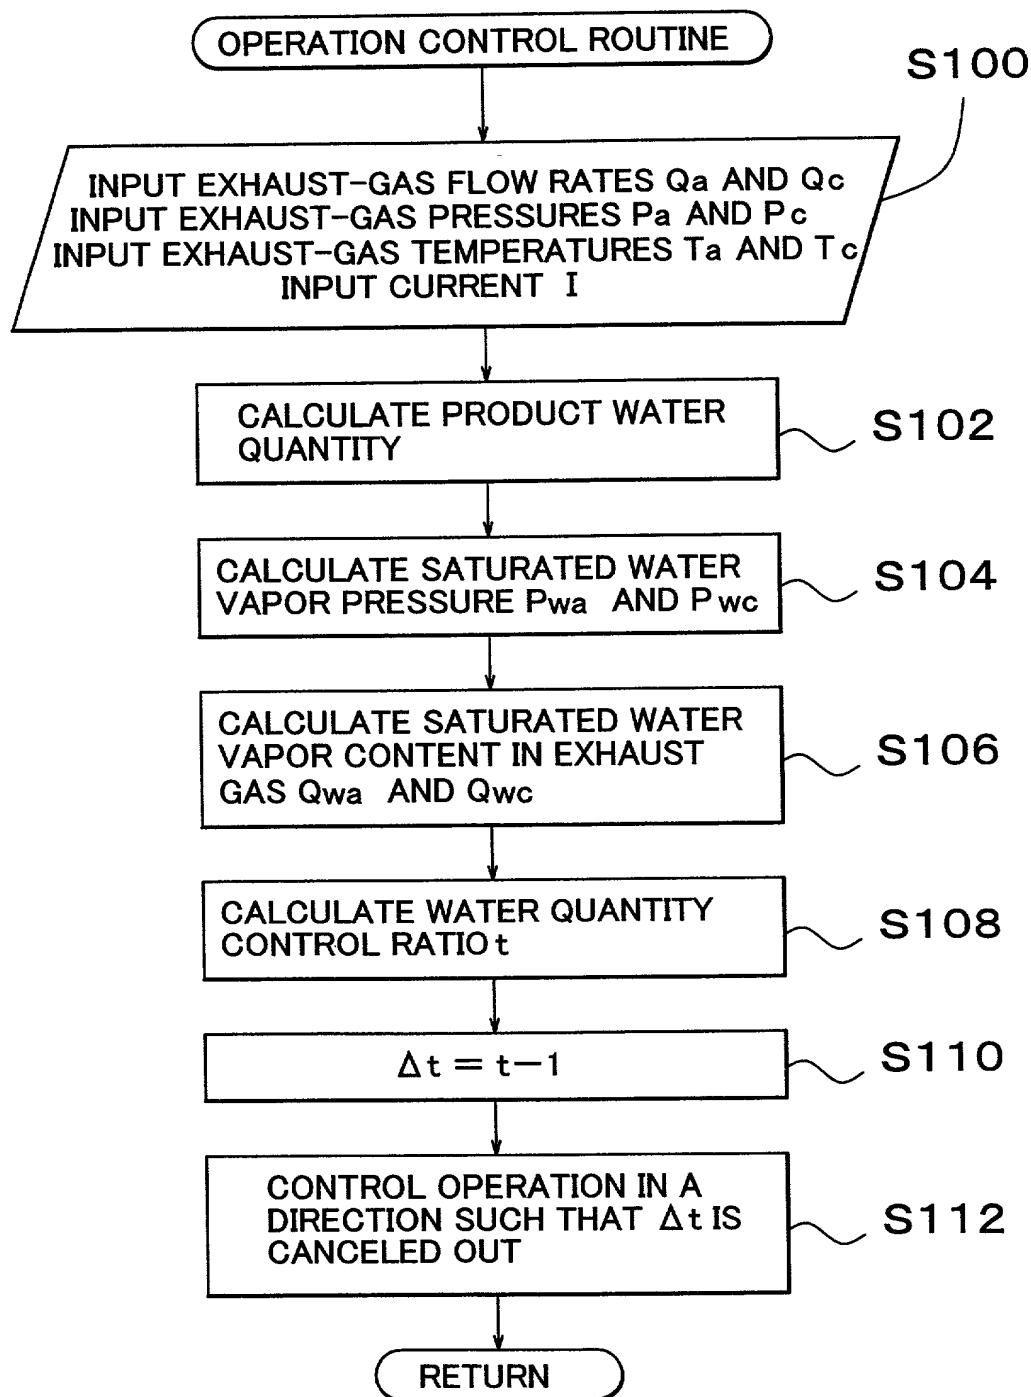 OPERATION CONTROL ROUTINE
S100
INPUT EXHAUST-GAS FLOW RATES Qa AND Qc
INPUT EXHAUST-GAS PRESSURES Pa AND Pc
INPUT EXHAUST-GAS TEMPERATURES Ta AND Tc
INPUT CURRENT I
CALCULATE PRODUCT WATER
QUANTITY
S102
CALCULATE SATURATED WATER
VAPOR PRESSURE Pwa AND Pwc
S104
CALCULATE SATURATED WATER
VAPOR CONTENT IN EXHAUST
GAS Qwa AND Qwc
S106
CALCULATE WATER QUANTITY
CONTROL RATIO t
S108
Δt = t-1
S110
CONTROL OPERATION IN A
DIRECTION SUCH THAT Δt IS
CANCELED OUT
S112
RETURN